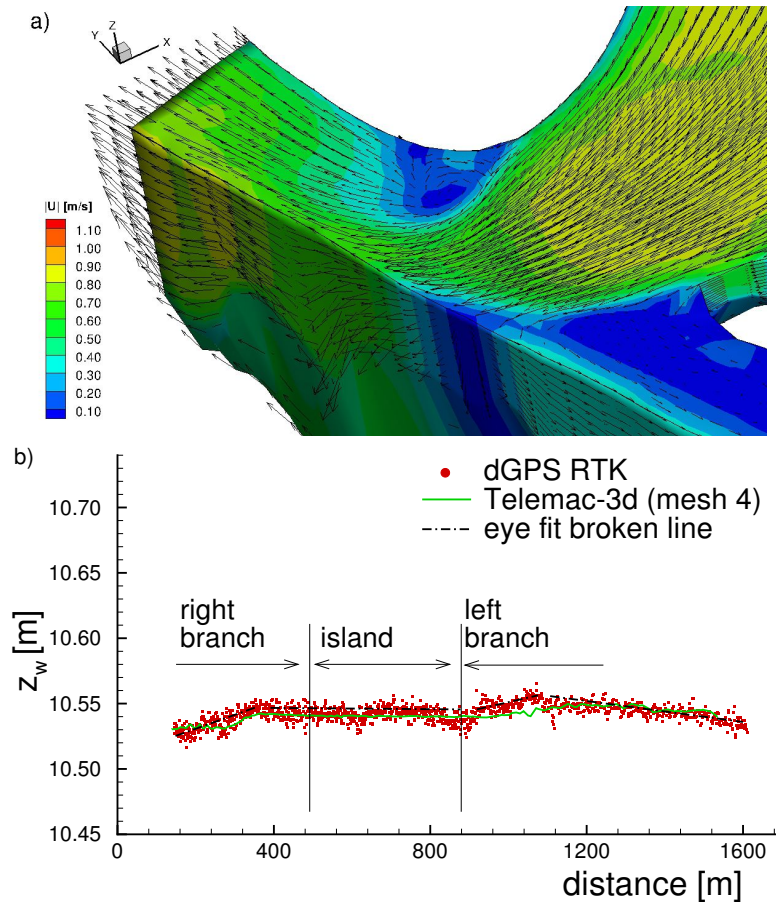 a)
Z
Y
X
|U| [m/s]
1.10
1.00
0.90
0.80
0.70
0.60
0.50
0.40
0.30
0.20
0.10
b)
dGPS RTK
Telemac-3d (mesh 4)
eye fit broken line
10.70
10.65
10.60
10.55
10.50
10.45
z_w [m]
right
branch
island
left
branch
0
400
800
1200
1600
distance [m]